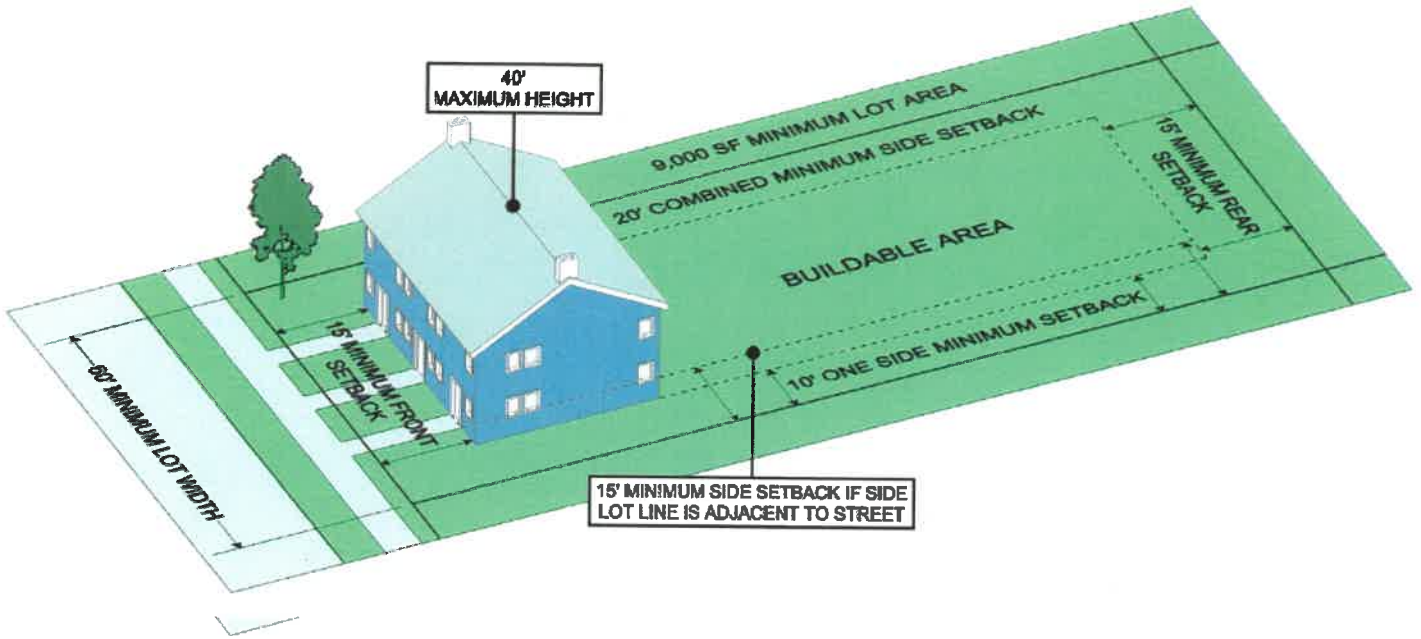 40'
MAXIMUM HEIGHT
9,000 SF MINIMUM LOT AREA
20' COMBINED MINIMUM SIDE SETBACK
15' MINIMUM REAR
SETBACK
BUILDABLE AREA
10' ONE SIDE MINIMUM SETBACK
15' MINIMUM FRONT
SETBACK
60' MINIMUM LOT WIDTH
15' MINIMUM SIDE SETBACK IF SIDE
LOT LINE IS ADJACENT TO STREET